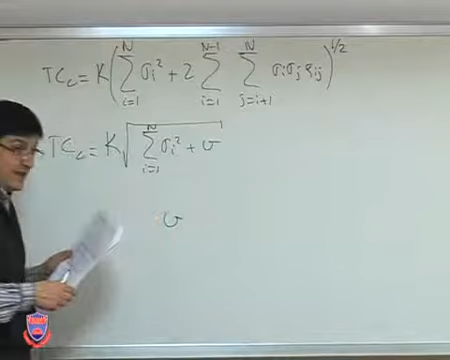 TC_c = K(∑_{i=1}^{N} σ_i² + 2 ∑_{i=1}^{N-1} ∑_{j=i+1}^{N} σ_i σ_j ρ_ij)^{1/2}
TC_c = K√(∑_{i=1}^{N} σ_i² + v)
v